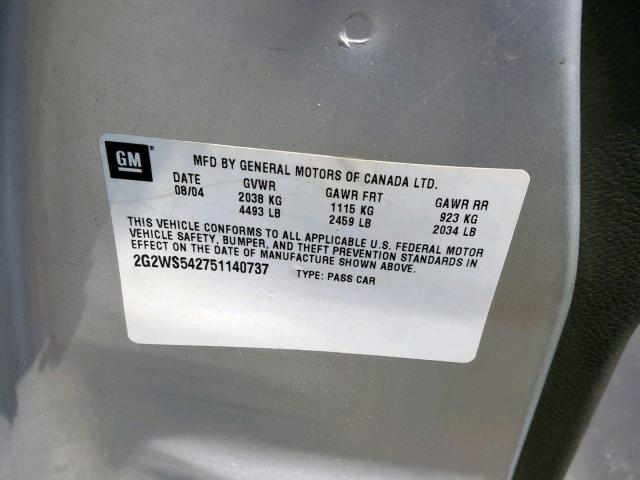 GM
MFD BY GENERAL MOTORS OF CANADA LTD.
DATE GVWR GAWR FRT GAWR RR
08/04 2038 KG 1115 KG 923 KG
4493 LB 2459 LB 2034 LB
THIS VEHICLE CONFORMS TO ALL APPLICABLE U.S. FEDERAL MOTOR
VEHICLE SAFETY, BUMPER, AND THEFT PREVENTION STANDARDS IN
EFFECT ON THE DATE OF MANUFACTURE SHOWN ABOVE.
2G2WS542751140737 TYPE: PASS CAR